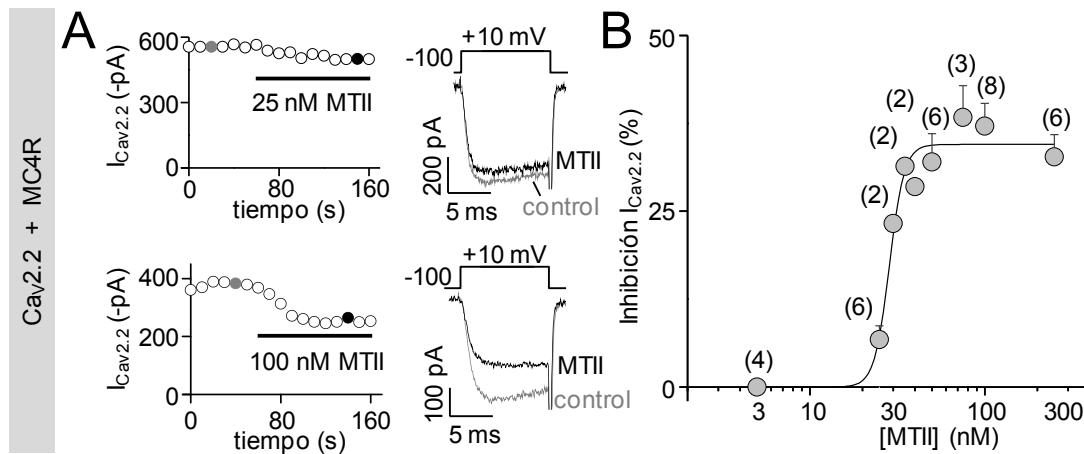 Cav2.2 + MC4R
A
I Cav2.2 (-pA)
600
300
0
25 nM MTII
0
80
160
tiempo (s)
+10 mV
-100
200 pA
5 ms
MTII
control
I Cav2.2 (-pA)
400
200
0
100 nM MTII
0
80
160
tiempo (s)
+10 mV
-100
100 pA
5 ms
MTII
control
B
Inhibición I Cav2.2 (%)
50
25
0
(4)
(6)
(2)
(2)
(2)
(6)
(3)
(8)
(6)
3
10
30
100
300
[MTII] (nM)